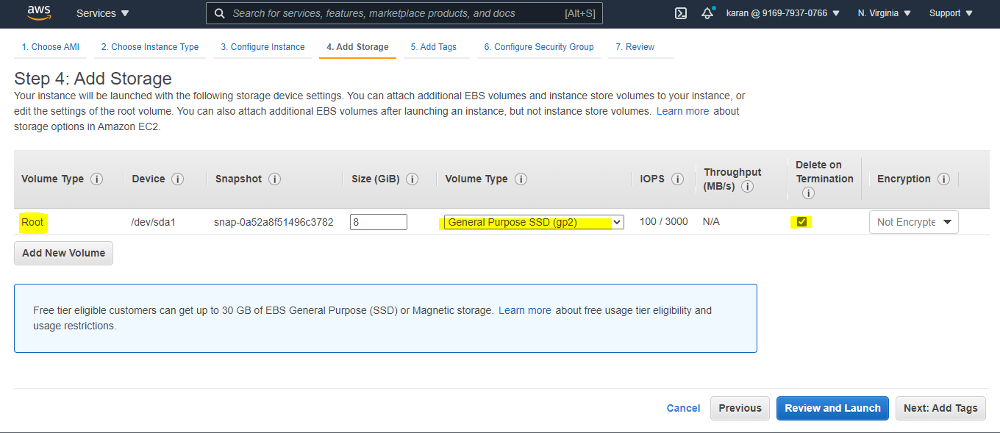 aws
Services
Search for services, features, marketplace products, and docs [Alt+S]
karan @ 9169-7937-0766
N. Virginia
Support
1. Choose AMI
2. Choose Instance Type
3. Configure Instance
4. Add Storage
5. Add Tags
6. Configure Security Group
7. Review
Step 4: Add Storage
Your instance will be launched with the following storage device settings. You can attach additional EBS volumes and instance store volumes to your instance, or
edit the settings of the root volume. You can also attach additional EBS volumes after launching an instance, but not instance store volumes. Learn more about
storage options in Amazon EC2.
Volume Type
Device
Snapshot
Size (GiB)
Volume Type
IOPS
Throughput
(MB/s)
Delete on
Termination
Encryption
Root
/dev/sda1
snap-0a52a8f51496c3782
8
General Purpose SSD (gp2)
100 / 3000
N/A
Not Encrypte
Add New Volume
Free tier eligible customers can get up to 30 GB of EBS General Purpose (SSD) or Magnetic storage. Learn more about free usage tier eligibility and
usage restrictions.
Cancel
Previous
Review and Launch
Next: Add Tags